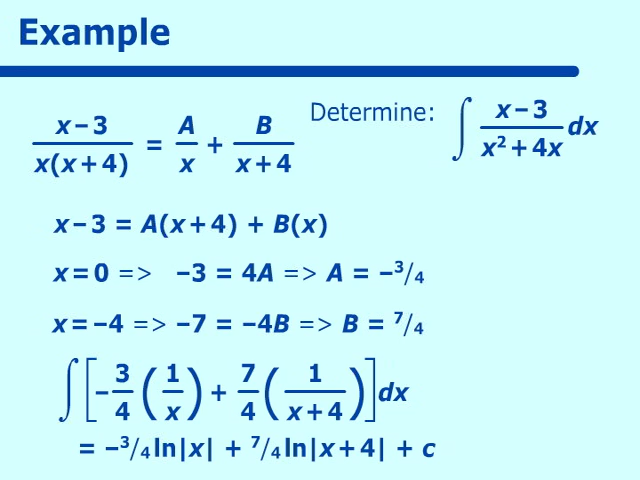 Example
Determine: ∫ x – 3 / x² + 4x dx
x – 3 / x(x + 4) = A / x + B / x + 4
x – 3 = A(x + 4) + B(x)
x = 0 => –3 = 4A => A = –³/₄
x = –4 => –7 = –4B => B = ⁷/₄
∫ [ – 3/4 ( 1/x ) + 7/4 ( 1 / x + 4 ) ] dx
= –³/₄ ln|x| + ⁷/₄ ln|x + 4| + c